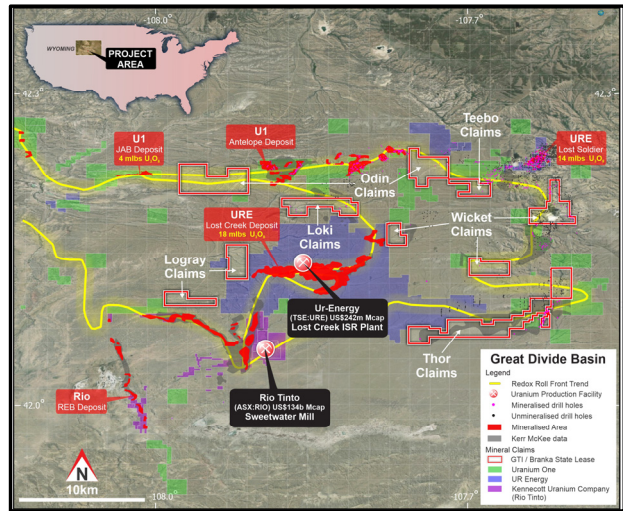 -108.0
-107.7
WYOMING
PROJECT
AREA
42.3
42.3
U1
JAB Deposit
4 mlbs U₃O₈
U1
Antelope Deposit
Teebo
Claims
URE
Lost Soldier
14 mlbs U₃O₈
Odin
Claims
URE
Lost Creek Deposit
18 mlbs U₃O₈
Loki
Claims
Wicket
Claims
Logray
Claims
Ur-Energy
(TSE:URE) US$242m Mcap
Lost Creek ISR Plant
Thor
Claims
Rio Tinto
(ASX:RIO) US$134b Mcap
Sweetwater Mill
Rio
REB Deposit
42.0
N
10km
-108.0
-107.7
Great Divide Basin
Legend
Redox Roll Front Trend
Uranium Production Facility
Mineralised drill holes
Unmineralised drill holes
Mineralised Area
Kerr McKee data
Mineral Claims
GTI / Branka State Lease
Uranium One
UR Energy
Kennecott Uranium Company
(Rio Tinto)